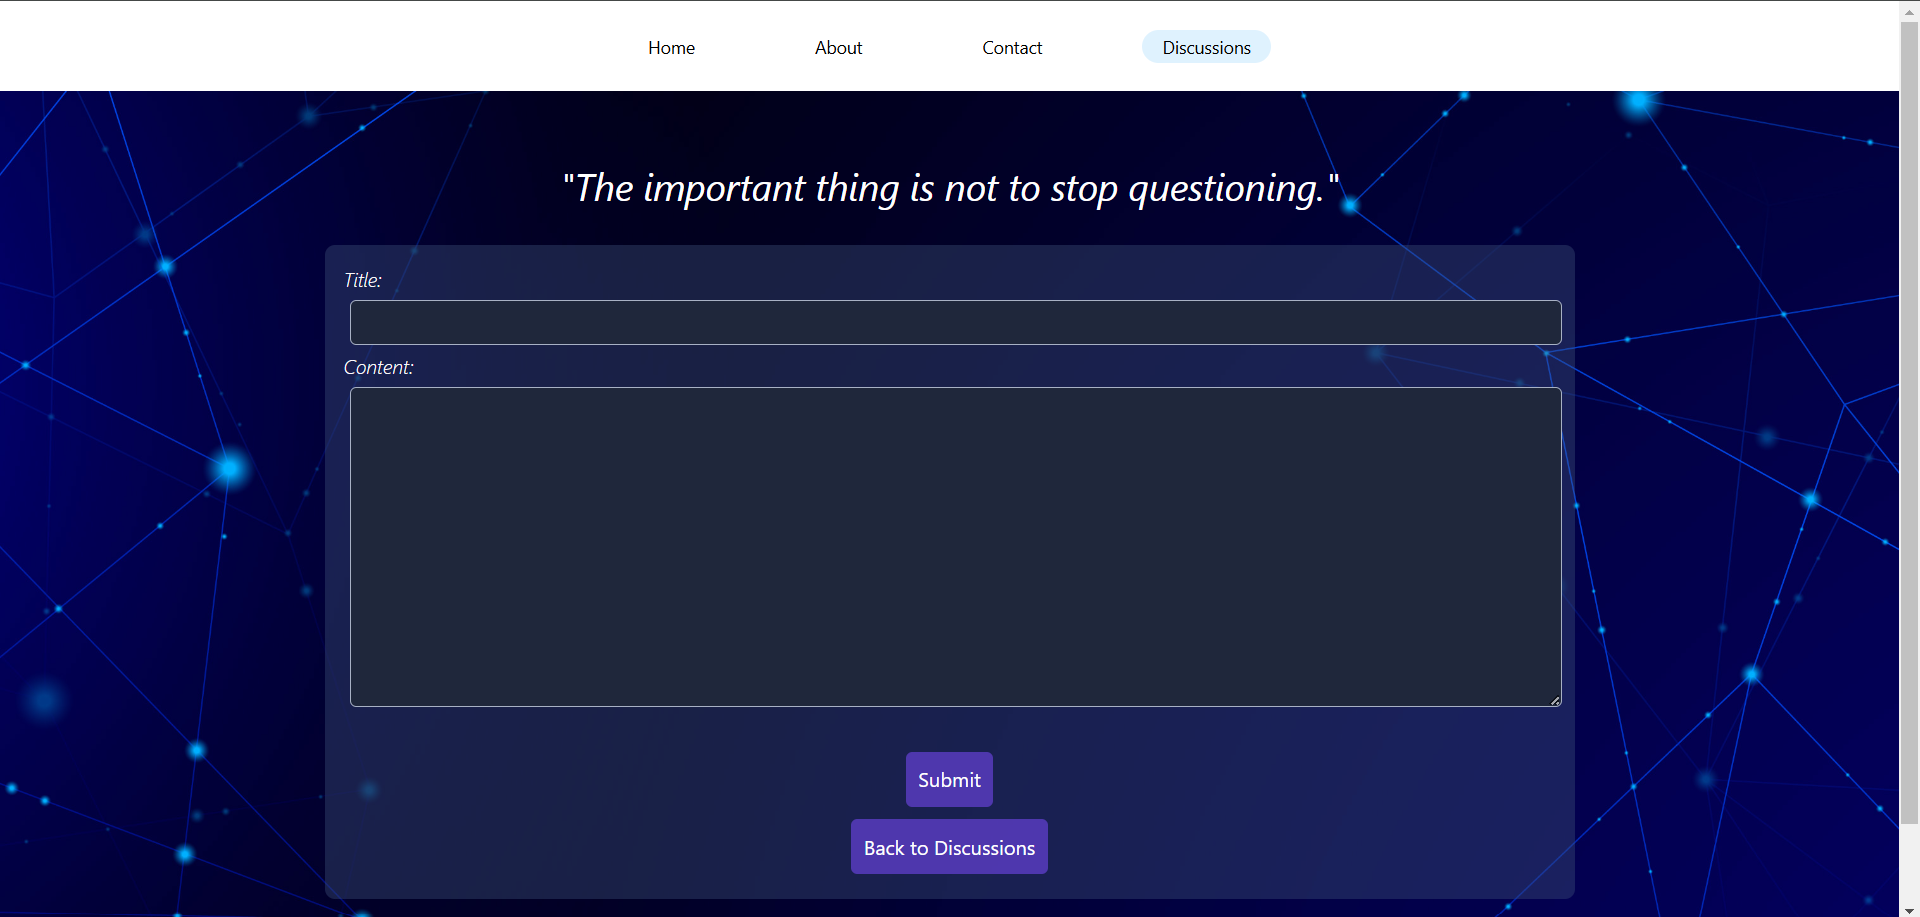 Home About Contact Discussions
"The important thing is not to stop questioning."
Title:
Content:
Submit
Back to Discussions